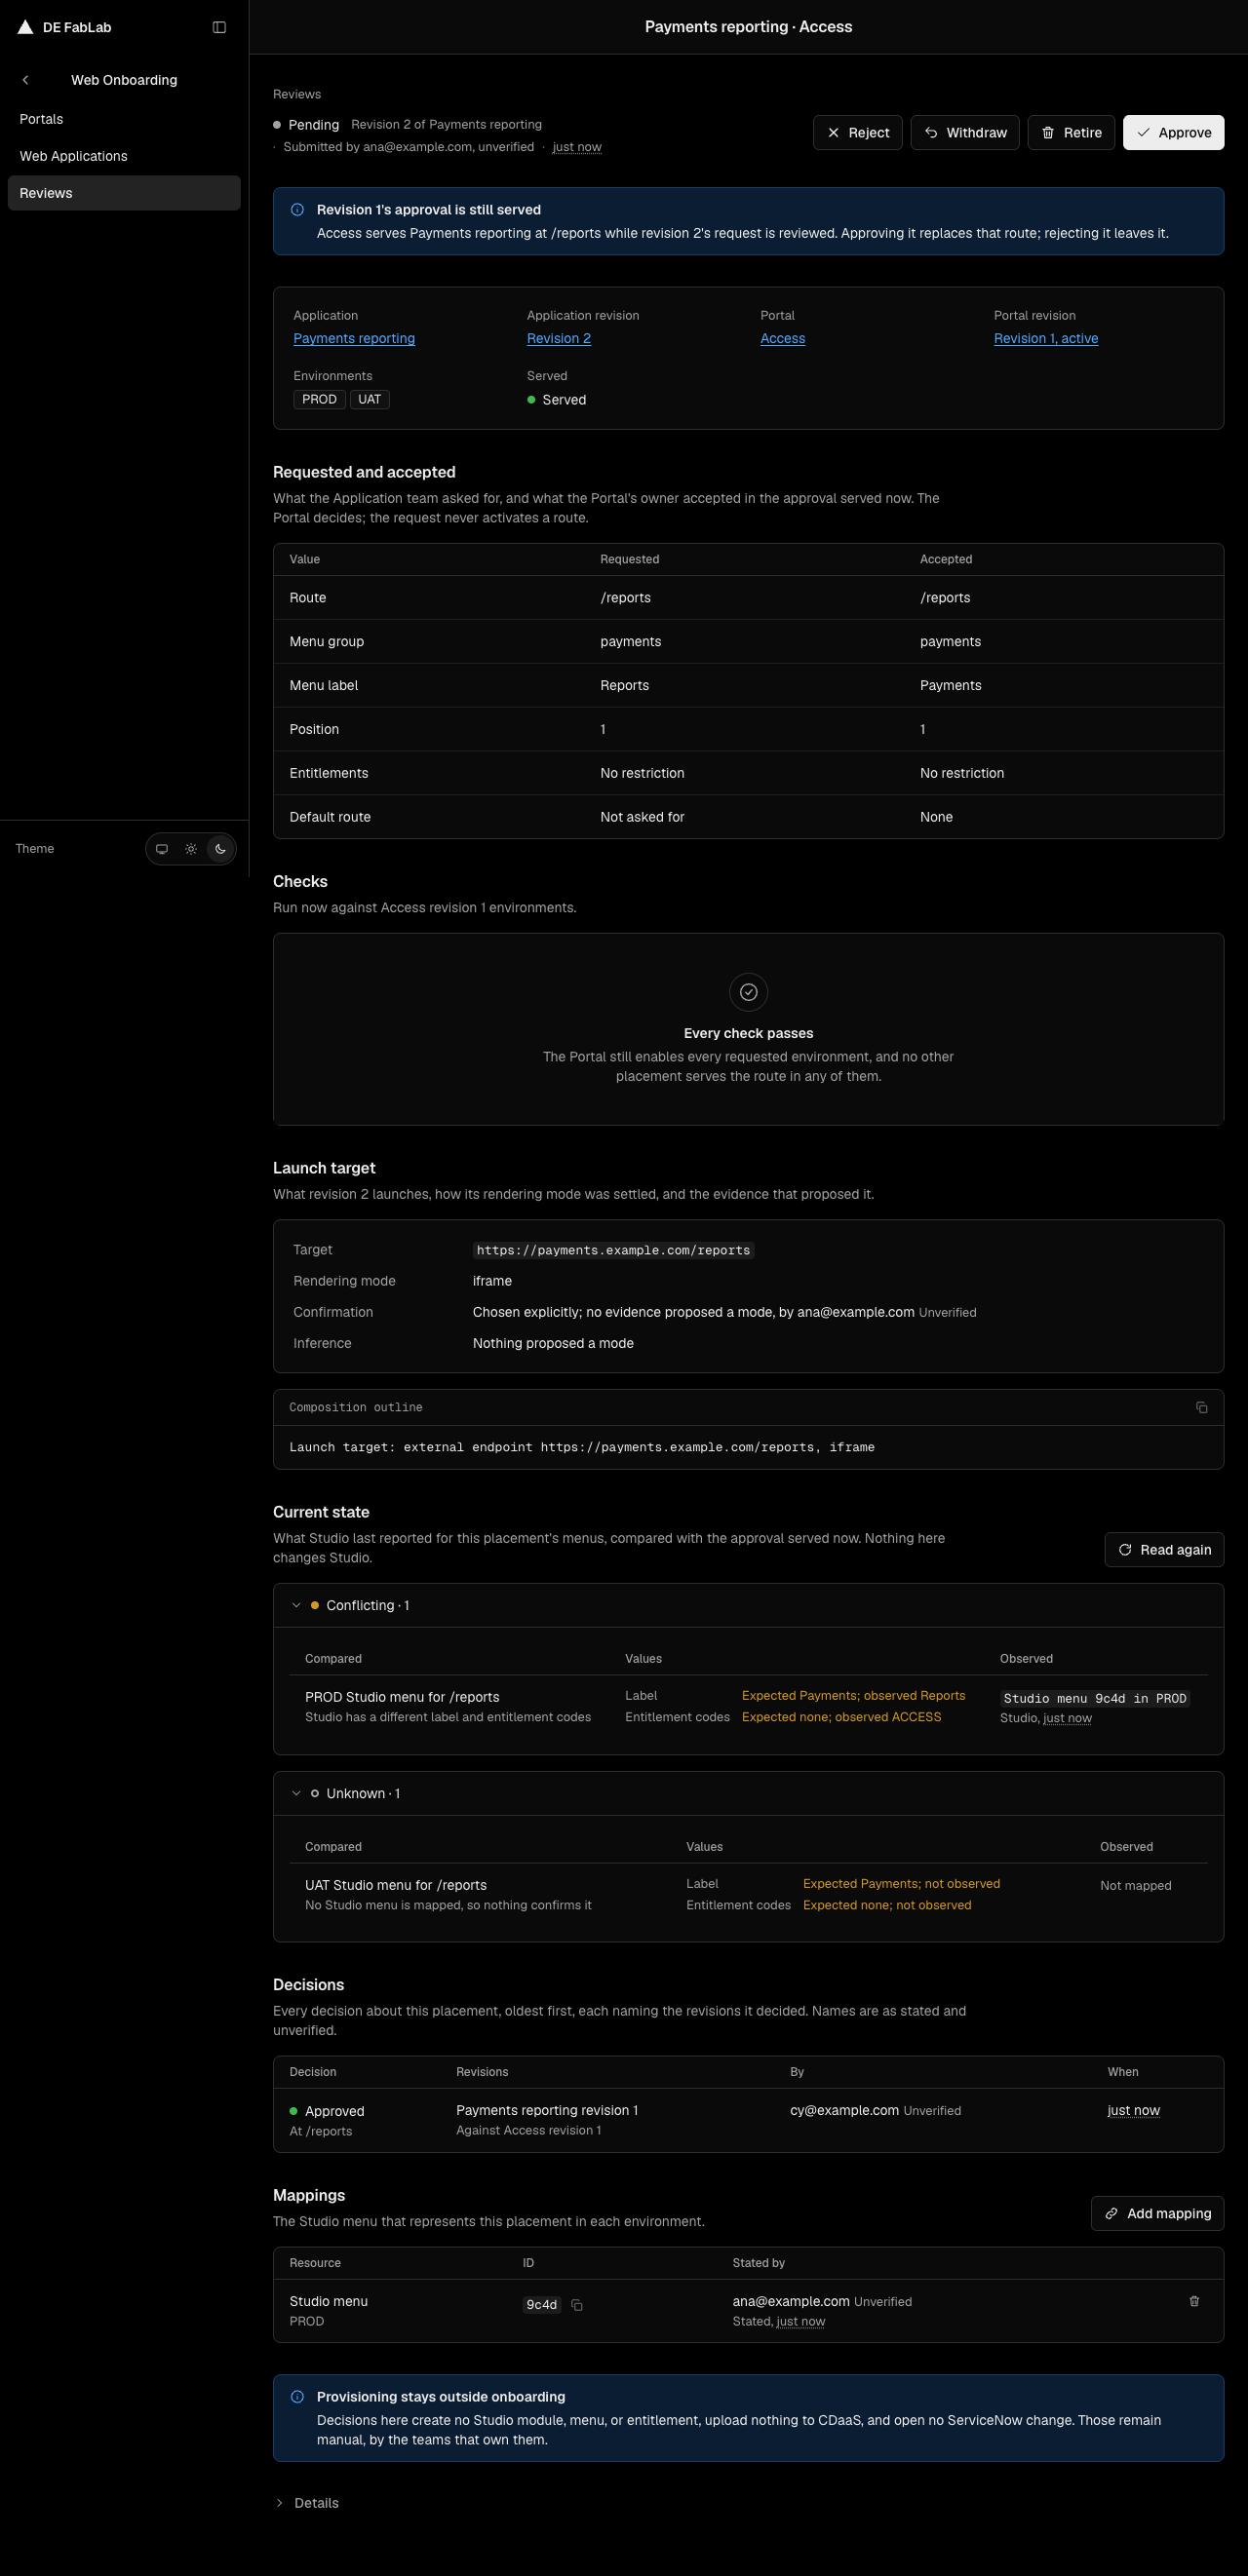 DE FabLab
Web Onboarding
Portals
Web Applications
Reviews
Theme
Payments reporting · Access
Reviews
Pending Revision 2 of Payments reporting
· Submitted by ana@example.com, unverified · just now
Reject Withdraw Retire Approve
Revision 1's approval is still served
Access serves Payments reporting at /reports while revision 2's request is reviewed. Approving it replaces that route; rejecting it leaves it.
Application Application revision Portal Portal revision
Payments reporting Revision 2 Access Revision 1, active
Environments Served
PROD UAT Served
Requested and accepted
What the Application team asked for, and what the Portal's owner accepted in the approval served now. The
Portal decides; the request never activates a route.
Value Requested Accepted
Route /reports /reports
Menu group payments payments
Menu label Reports Payments
Position 1 1
Entitlements No restriction No restriction
Default route Not asked for None
Checks
Run now against Access revision 1 environments.
Every check passes
The Portal still enables every requested environment, and no other
placement serves the route in any of them.
Launch target
What revision 2 launches, how its rendering mode was settled, and the evidence that proposed it.
Target https://payments.example.com/reports
Rendering mode iframe
Confirmation Chosen explicitly; no evidence proposed a mode, by ana@example.com Unverified
Inference Nothing proposed a mode
Composition outline
Launch target: external endpoint https://payments.example.com/reports, iframe
Current state
What Studio last reported for this placement's menus, compared with the approval served now. Nothing here
changes Studio.
Read again
Conflicting · 1
Compared Values Observed
PROD Studio menu for /reports Label Expected Payments; observed Reports Studio menu 9c4d in PROD
Studio has a different label and entitlement codes Entitlement codes Expected none; observed ACCESS Studio, just now
Unknown · 1
Compared Values Observed
UAT Studio menu for /reports Label Expected Payments; not observed Not mapped
No Studio menu is mapped, so nothing confirms it Entitlement codes Expected none; not observed
Decisions
Every decision about this placement, oldest first, each naming the revisions it decided. Names are as stated and
unverified.
Decision Revisions By When
Approved Payments reporting revision 1 cy@example.com Unverified just now
At /reports Against Access revision 1
Mappings
The Studio menu that represents this placement in each environment.
Add mapping
Resource ID Stated by
Studio menu 9c4d ana@example.com Unverified
PROD Stated, just now
Provisioning stays outside onboarding
Decisions here create no Studio module, menu, or entitlement, upload nothing to CDaaS, and open no ServiceNow change. Those remain
manual, by the teams that own them.
Details